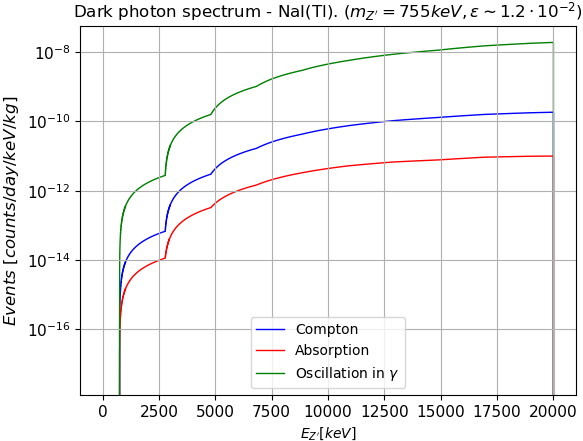 Dark photon spectrum - NaI(Tl). (m_{Z'} = 755keV, ε ∼ 1.2 · 10^{-2})
Events [counts/day/keV/kg]
10^{-8}
10^{-10}
10^{-12}
10^{-14}
10^{-16}
Compton
Absorption
Oscillation in γ
0 2500 5000 7500 10000 12500 15000 17500 20000
E_{Z'}[keV]